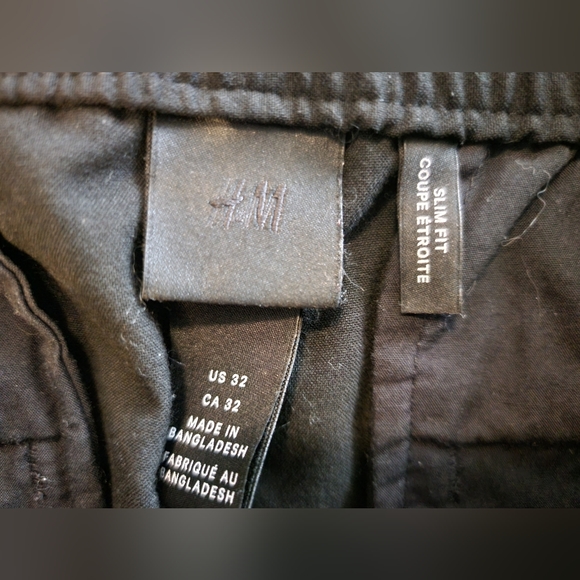 H&M
SLIM FIT
COUPE ÉTROITE
US 32
CA 32
MADE IN
BANGLADESH
FABRIQUÉ AU
BANGLADESH